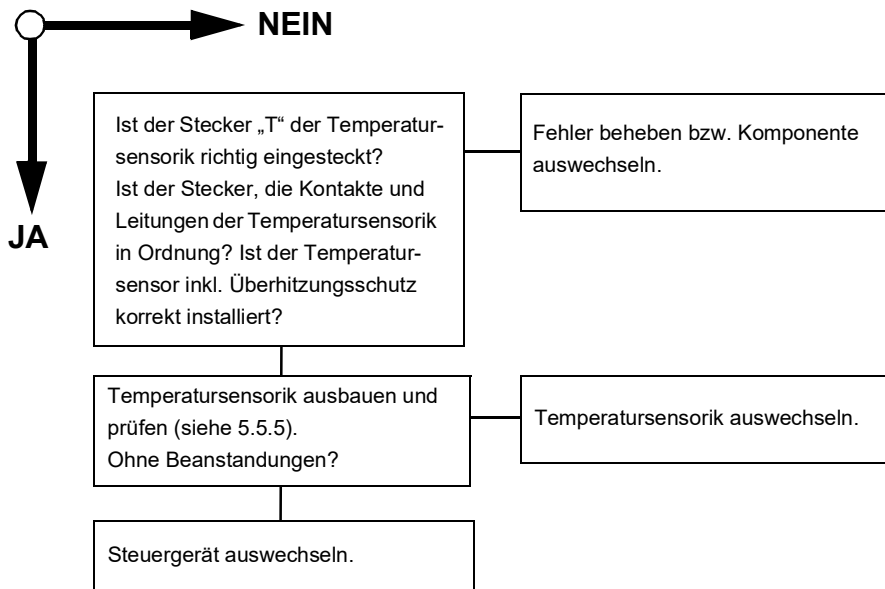 NEIN
JA
Ist der Stecker „T“ der Temperatur-
sensorik richtig eingesteckt?
Ist der Stecker, die Kontakte und
Leitungen der Temperatursensorik
in Ordnung? Ist der Temperatur-
sensor inkl. Überhitzungsschutz
korrekt installiert?
Fehler beheben bzw. Komponente
auswechseln.
Temperatursensorik ausbauen und
prüfen (siehe 5.5.5).
Ohne Beanstandungen?
Temperatursensorik auswechseln.
Steuergerät auswechseln.